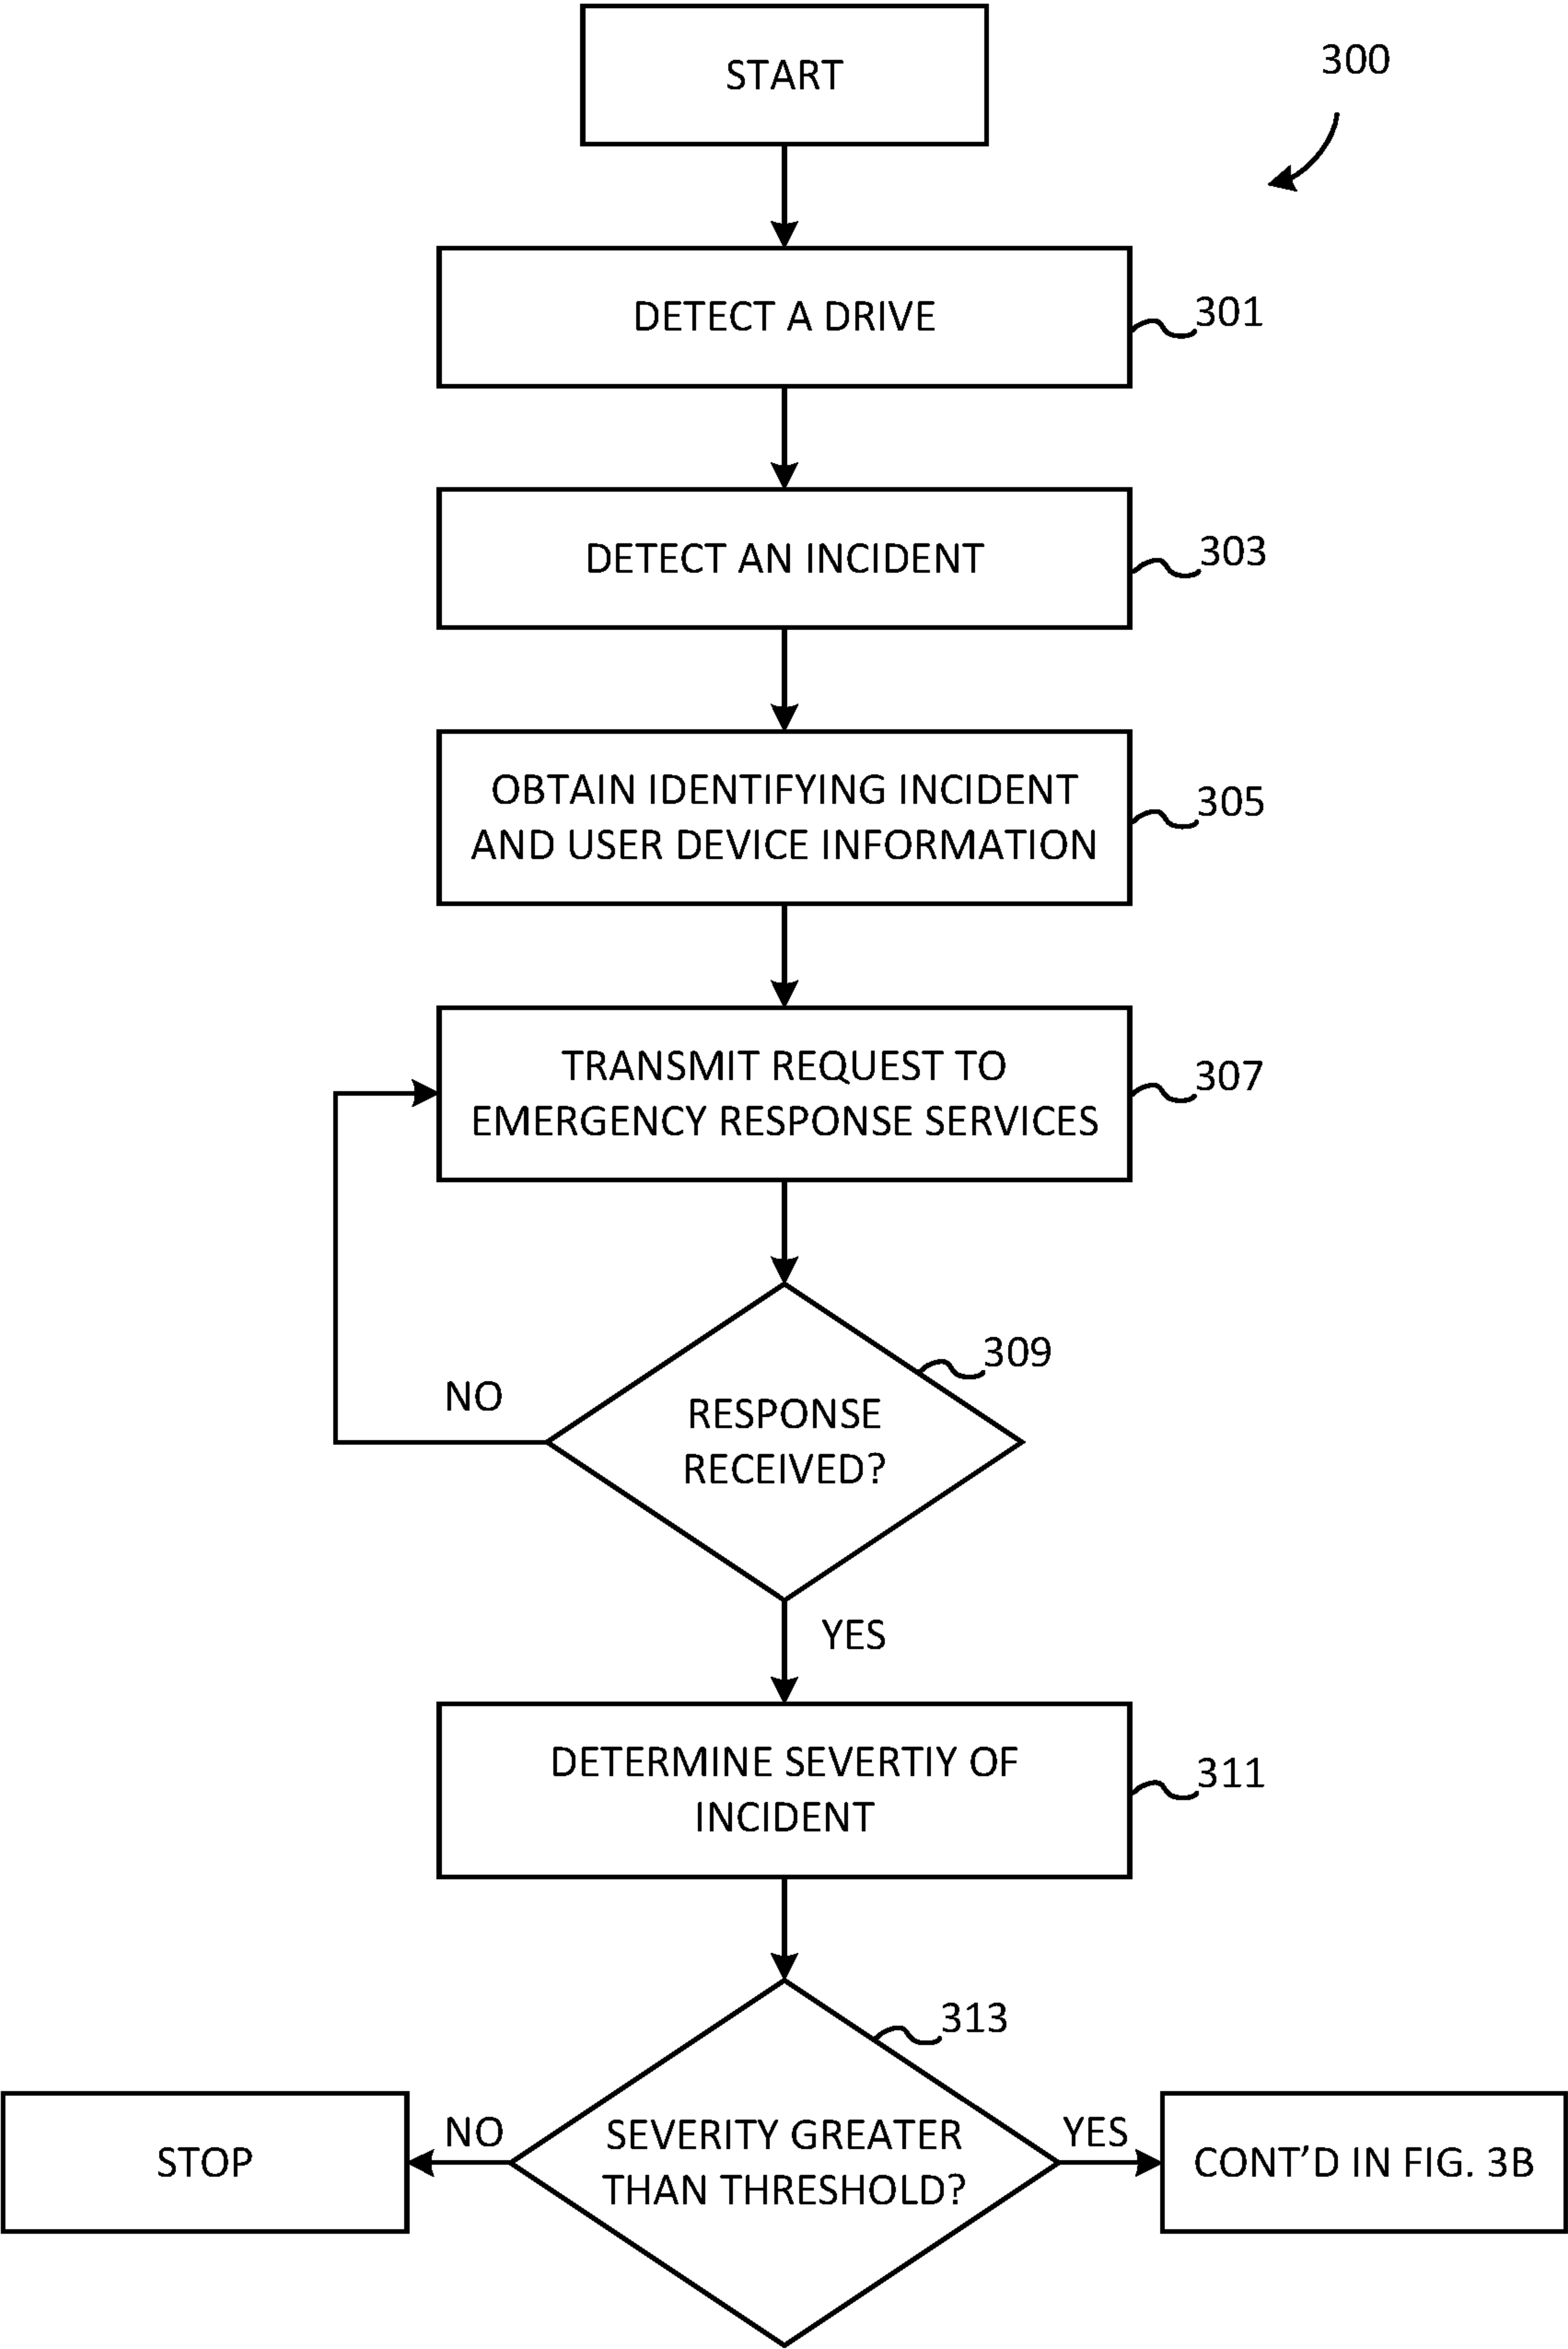 START
300
DETECT A DRIVE
301
DETECT AN INCIDENT
303
OBTAIN IDENTIFYING INCIDENT
AND USER DEVICE INFORMATION
305
TRANSMIT REQUEST TO
EMERGENCY RESPONSE SERVICES
307
309
NO
RESPONSE
RECEIVED?
YES
DETERMINE SEVERTIY OF
INCIDENT
311
313
STOP
NO
SEVERITY GREATER
THAN THRESHOLD?
YES
CONT'D IN FIG. 3B